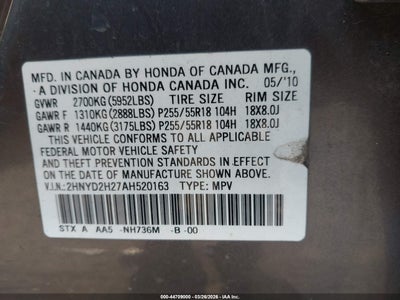 MFD. IN CANADA BY HONDA OF CANADA MFG.,
A DIVISION OF HONDA CANADA INC. 05/'10
GVWR 2700KG (5952LBS) TIRE SIZE RIM SIZE
GAWR F 1310KG (2888LBS) P255/55R18 104H 18X8.0J
GAWR R 1440KG (3175LBS) P255/55R18 104H 18X8.0J
THIS VEHICLE CONFORMS TO ALL APPLICABLE
FEDERAL MOTOR VEHICLE SAFETY STANDARDS IN EFFECT
ON THE DATE OF MANUFACTURE SHOWN ABOVE.
V.I.N.: 2HNYD2H27AH520163 TYPE: MPV
STX A AA5 -NH736M -B -00
000-44709000 - 03/26/2026 - IAA Inc.